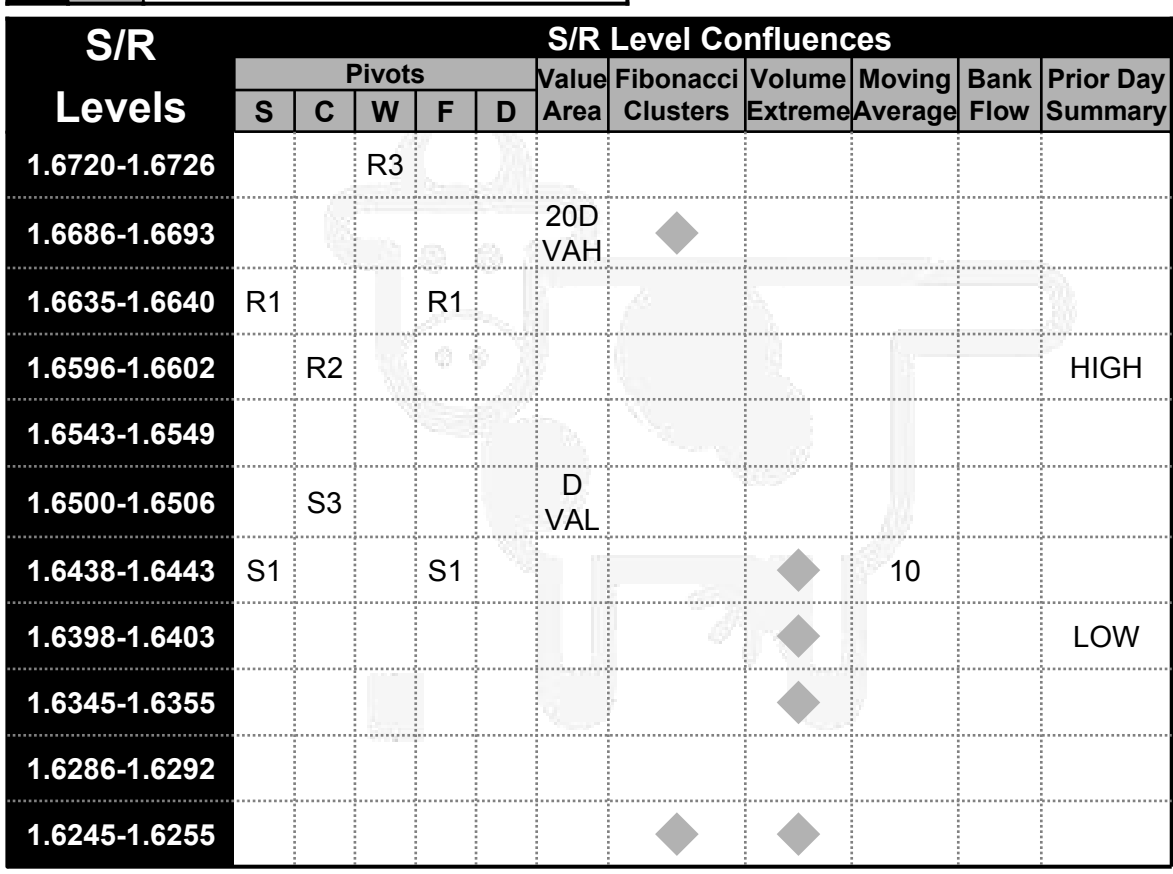 S/R Levels
S/R Level Confluences
Pivots
Value Area
Fibonacci Clusters
Volume Extreme
Moving Average
Bank Flow
Prior Day Summary
S C W F D
1.6720-1.6726 R3
1.6686-1.6693 20D VAH
1.6635-1.6640 R1 R1
1.6596-1.6602 R2 HIGH
1.6543-1.6549
1.6500-1.6506 S3 D VAL
1.6438-1.6443 S1 S1 10
1.6398-1.6403 LOW
1.6345-1.6355
1.6286-1.6292
1.6245-1.6255